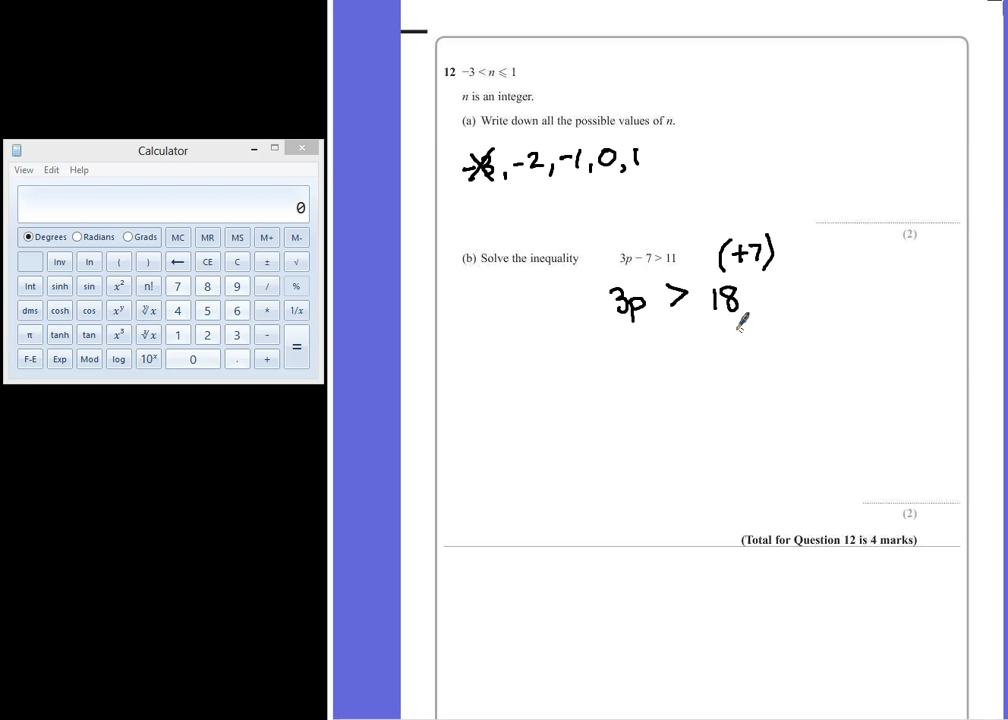 Calculator
View Edit Help
0
Degrees Radians Grads MC MR MS M+ M-
Inv ln ( ) ← CE C ± √
Int sinh sin x² n! 7 8 9 / %
dms cosh cos xʸ ʸ√x 4 5 6 * 1/x
π tanh tan x³ ³√x 1 2 3 - =
F-E Exp Mod log 10ˣ 0 . +
12 −3 < n ⩽ 1
n is an integer.
(a) Write down all the possible values of n.
, -2, -1, 0, 1
(2)
(b) Solve the inequality 3p − 7 > 11 (+7)
3p > 18
(2)
(Total for Question 12 is 4 marks)